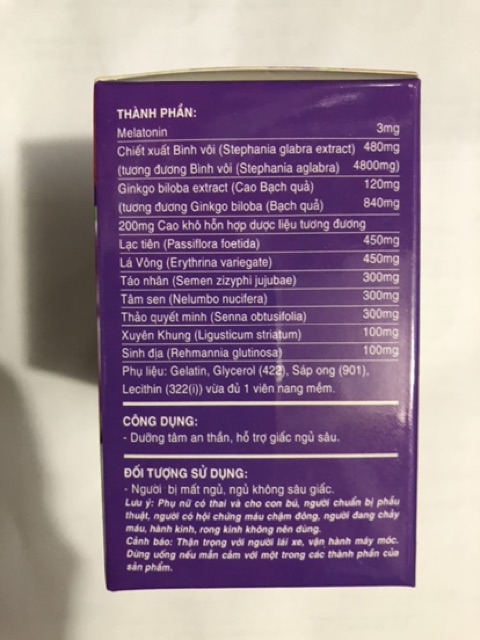 THÀNH PHẦN:
Melatonin 3mg
Chiết xuất Bình vôi (Stephania glabra extract) 480mg
(tương đương Bình vôi (Stephania aglabra) 4800mg)
Ginkgo biloba extract (Cao Bạch quả) 120mg
(tương đương Ginkgo biloba (Bạch quả) 840mg
200mg Cao khô hỗn hợp dược liệu tương đương
Lạc tiên (Passiflora foetida) 450mg
Lá Vông (Erythrina variegate) 450mg
Táo nhân (Semen zizyphi jujubae) 300mg
Tâm sen (Nelumbo nucifera) 300mg
Thảo quyết minh (Senna obtusifolia) 300mg
Xuyên Khung (Ligusticum striatum) 100mg
Sinh địa (Rehmannia glutinosa) 100mg
Phụ liệu: Gelatin, Glycerol (422), Sáp ong (901),
Lecithin (322(i)) vừa đủ 1 viên nang mềm.
CÔNG DỤNG:
- Dưỡng tâm an thần, hỗ trợ giấc ngủ sâu.
ĐỐI TƯỢNG SỬ DỤNG:
- Người bị mất ngủ, ngủ không sâu giấc.
Lưu ý: Phụ nữ có thai và cho con bú, người chuẩn bị phẫu
thuật, người có hội chứng máu chậm đông, người đang chảy
máu, hành kinh, rong kinh không nên dùng.
Cảnh báo: Thận trọng với người lái xe, vận hành máy móc.
Dừng uống nếu mẫn cảm với một trong các thành phần của
sản phẩm.